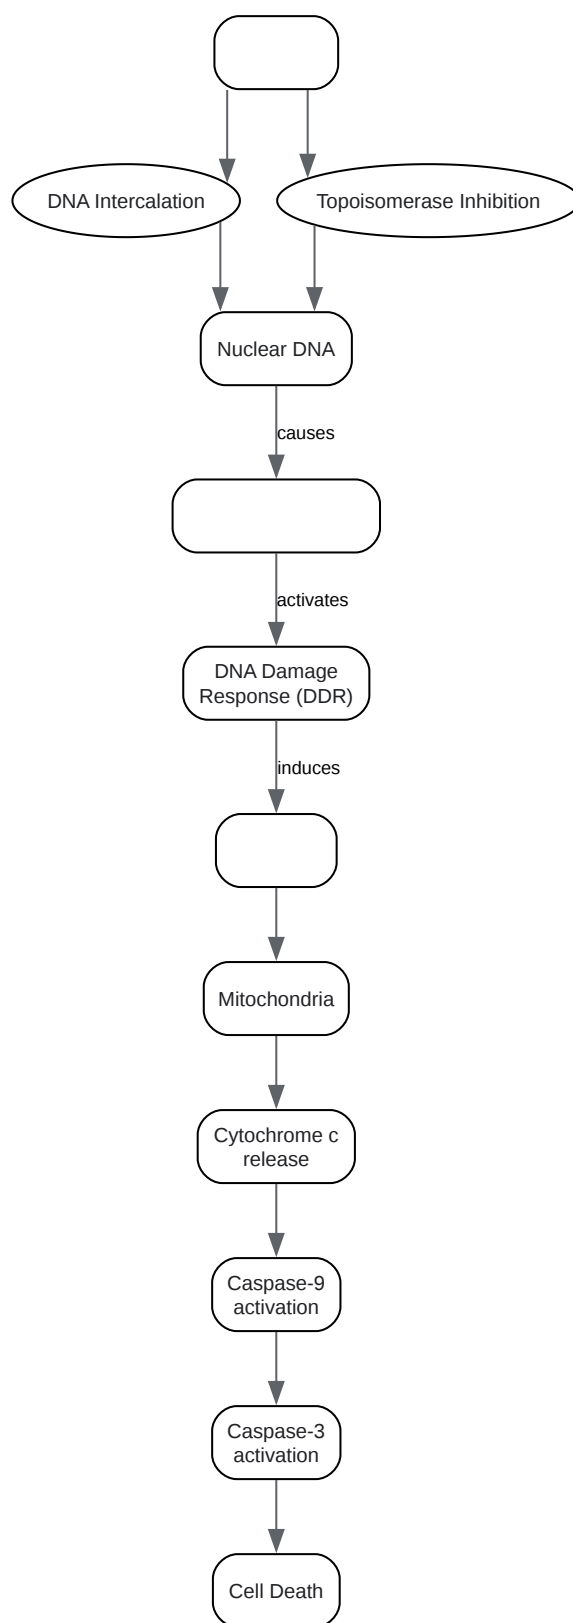 DNA Intercalation
Topoisomerase Inhibition
Nuclear DNA
causes
activates
DNA Damage
Response (DDR)
induces
Mitochondria
Cytochrome c
release
Caspase-9
activation
Caspase-3
activation
Cell Death